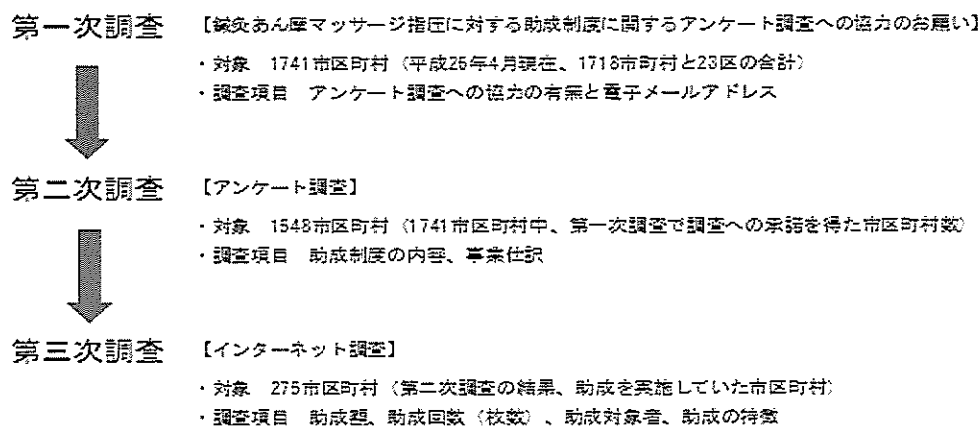 第一次調査 【鍼灸あん摩マッサージ指圧に対する助成制度に関するアンケート調査への協力のお願い】
・対象 1741市区町村（平成26年4月現在、1718市町村と23区の合計）
・調査項目 アンケート調査への協力の有無と電子メールアドレス
第二次調査 【アンケート調査】
・対象 1548市区町村（1741市区町村中、第一次調査で調査への承諾を得た市区町村数）
・調査項目 助成制度の内容、事業仕訳
第三次調査 【インターネット調査】
・対象 275市区町村（第二次調査の結果、助成を実施していた市区町村）
・調査項目 助成額、助成回数（枚数）、助成対象者、助成の特徴